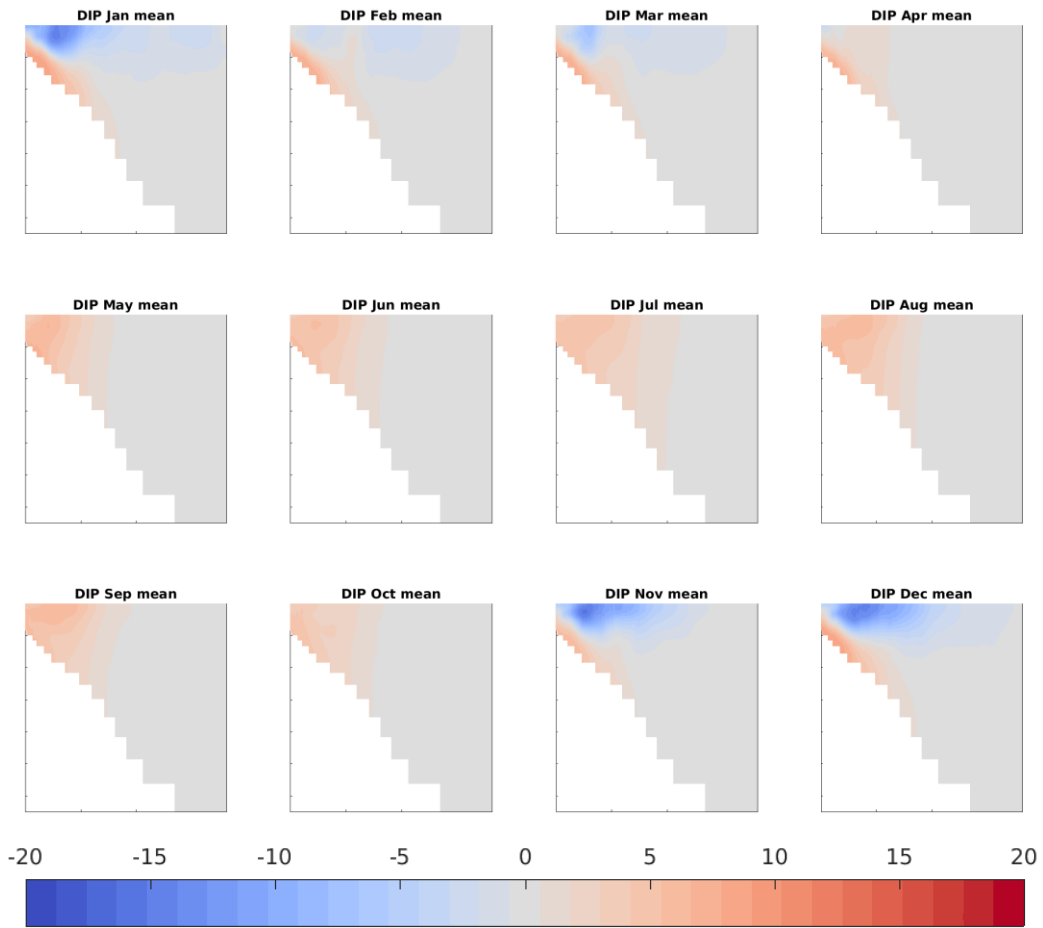 DIP Jan mean DIP Feb mean DIP Mar mean DIP Apr mean
DIP May mean DIP Jun mean DIP Jul mean DIP Aug mean
DIP Sep mean DIP Oct mean DIP Nov mean DIP Dec mean
-20 -15 -10 -5 0 5 10 15 20